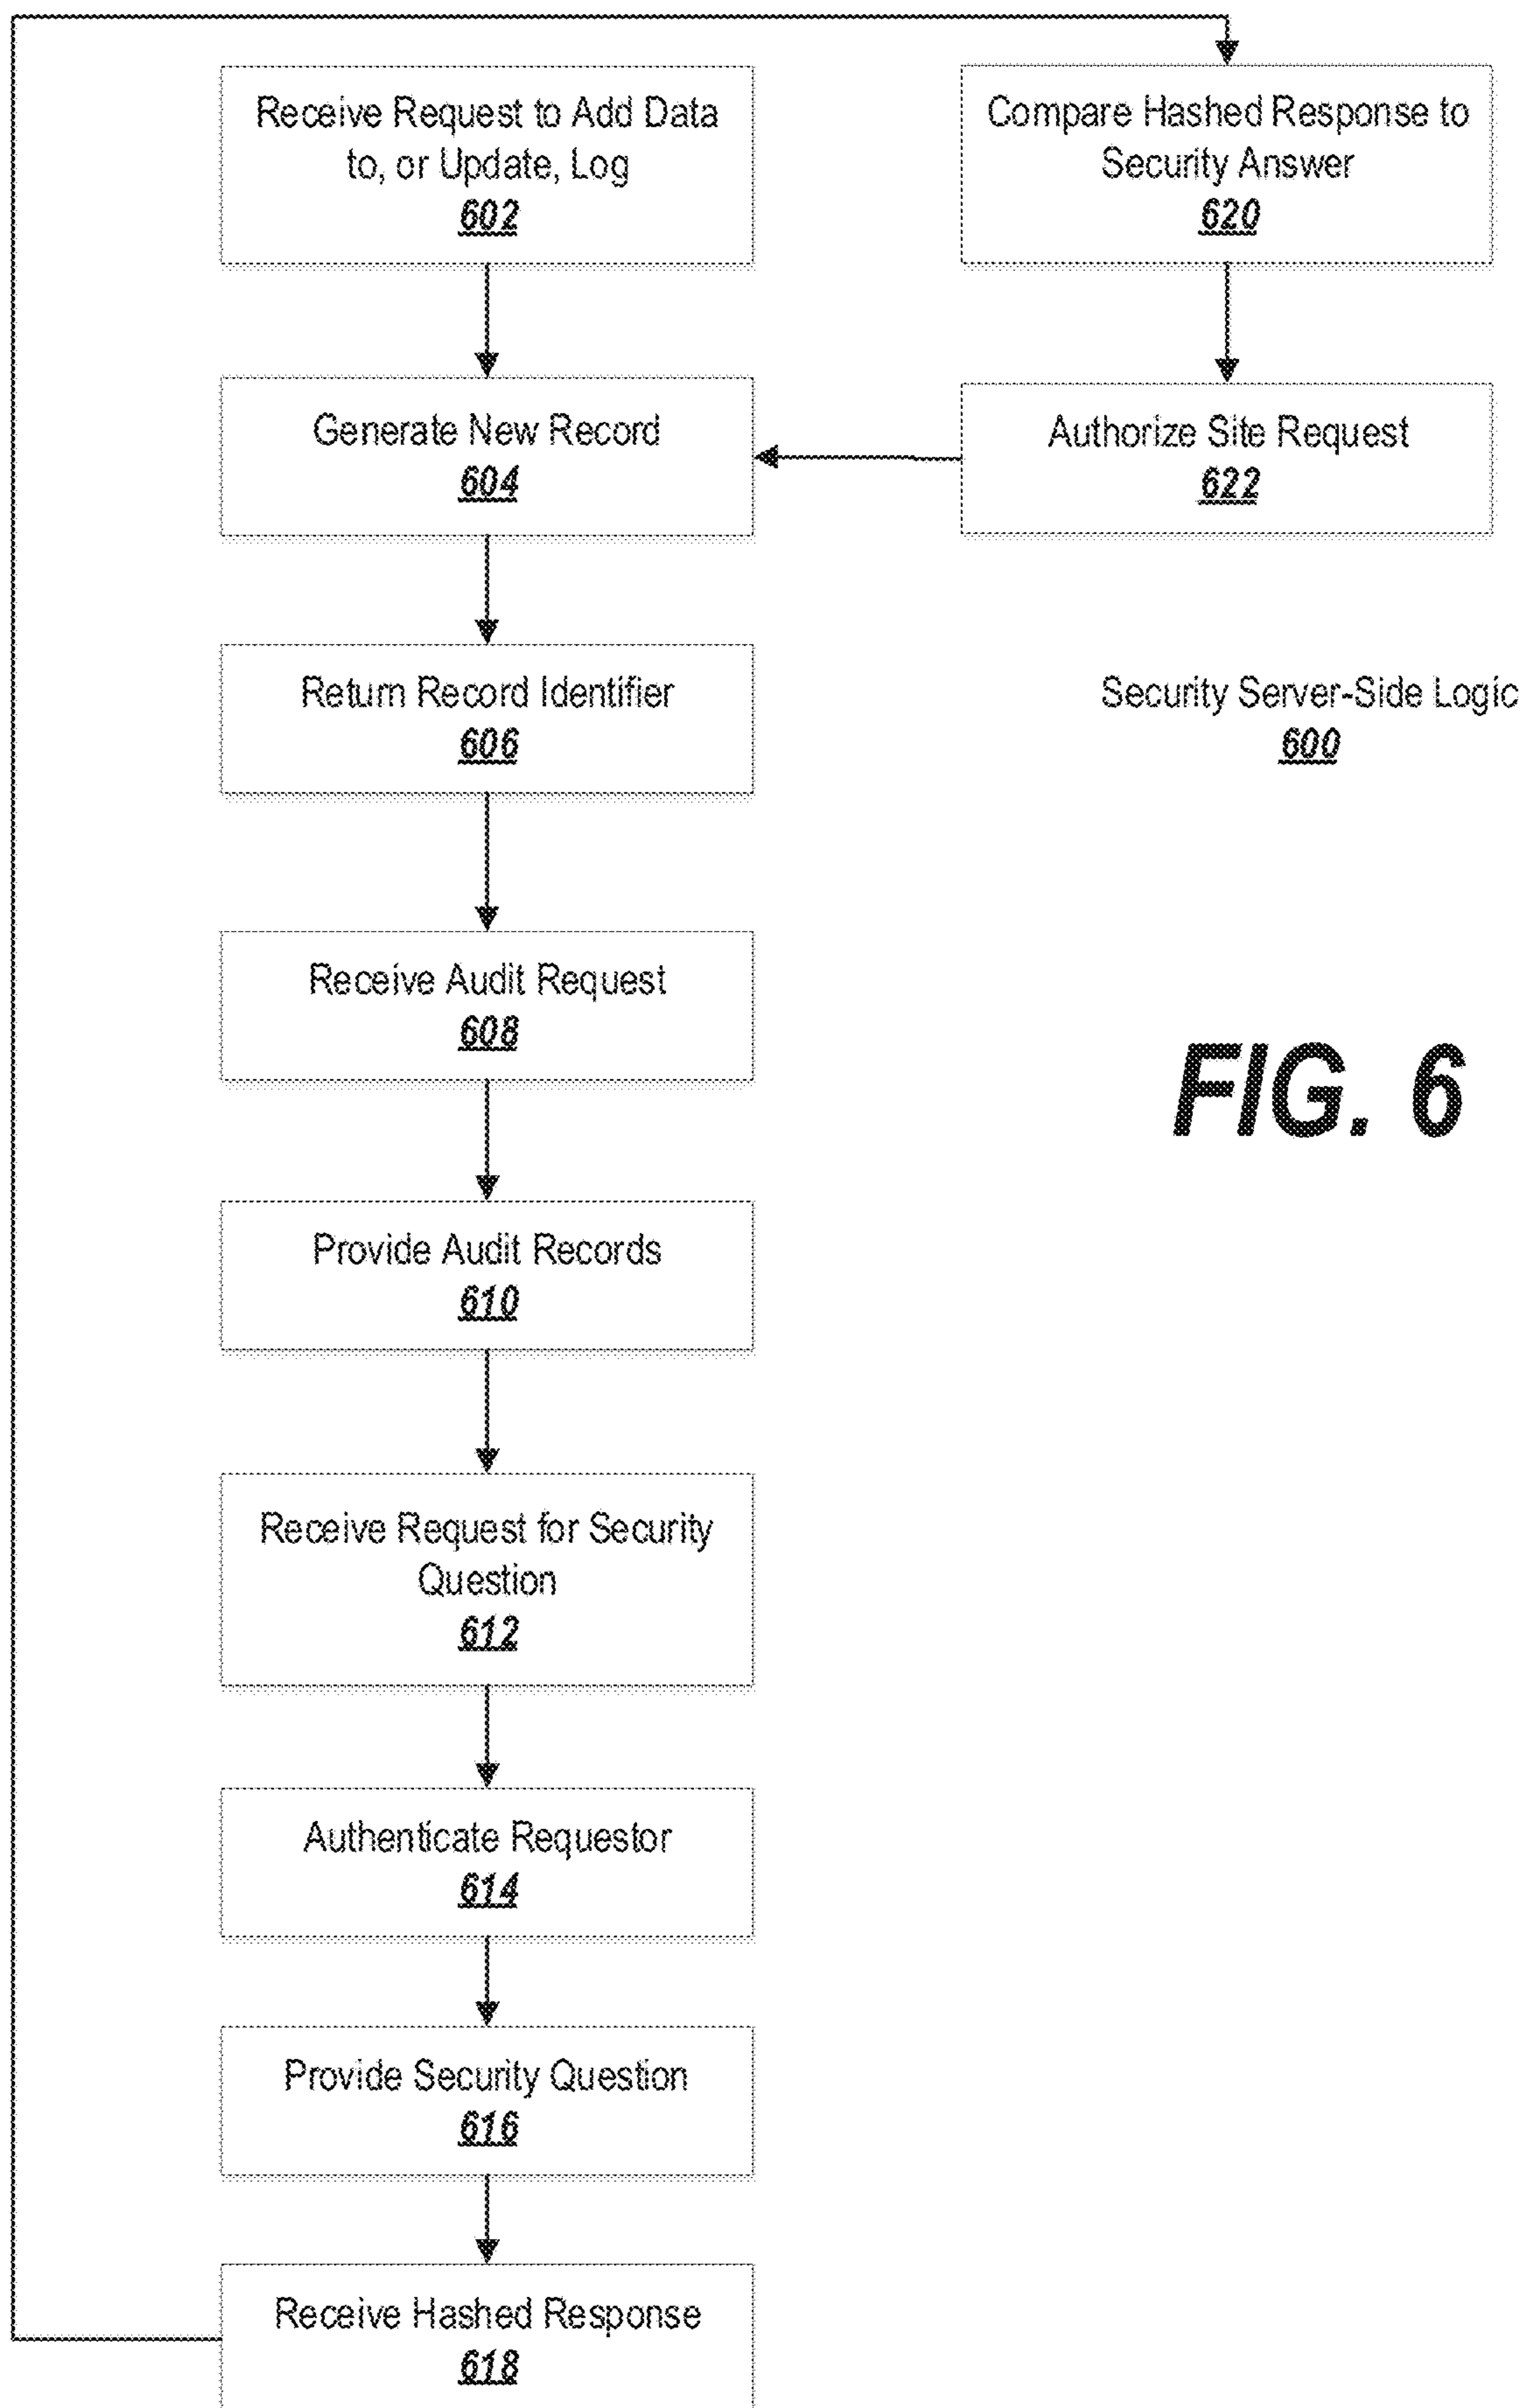 Receive Request to Add Data
to, or Update, Log
602
Compare Hashed Response to
Security Answer
620
Generate New Record
604
Authorize Site Request
622
Return Record Identifier
606
Security Server-Side Logic
600
Receive Audit Request
608
FIG. 6
Provide Audit Records
610
Receive Request for Security
Question
612
Authenticate Requestor
614
Provide Security Question
616
Receive Hashed Response
618